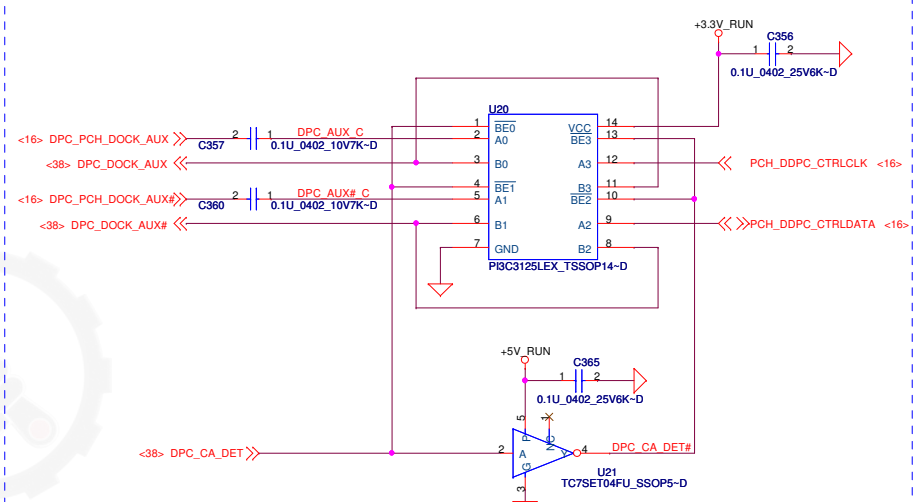 +3.3V_RUN
C356
1 2
0.1U_0402_25V6K~D
U20
<16> DPC_PCH_DOCK_AUX 2 1 DPC_AUX_C 1 BE0 VCC 14
C357 0.1U_0402_10V7K~D 2 A0 BE3 13
<38> DPC_DOCK_AUX 3 B0 A3 12 PCH_DDPC_CTRLCLK <16>
4 BE1 B3 11
<16> DPC_PCH_DOCK_AUX# 2 1 DPC_AUX#_C 5 A1 BE2 10
C360 0.1U_0402_10V7K~D
<38> DPC_DOCK_AUX# 6 B1 A2 9 PCH_DDPC_CTRLDATA <16>
7 GND B2 8
PI3C3125LEX_TSSOP14~D
+5V_RUN
C365
1 2
0.1U_0402_25V6K~D
5 P 1 NC
<38> DPC_CA_DET 2 A Y 4 DPC_CA_DET#
G 3
U21
TC7SET04FU_SSOP5~D